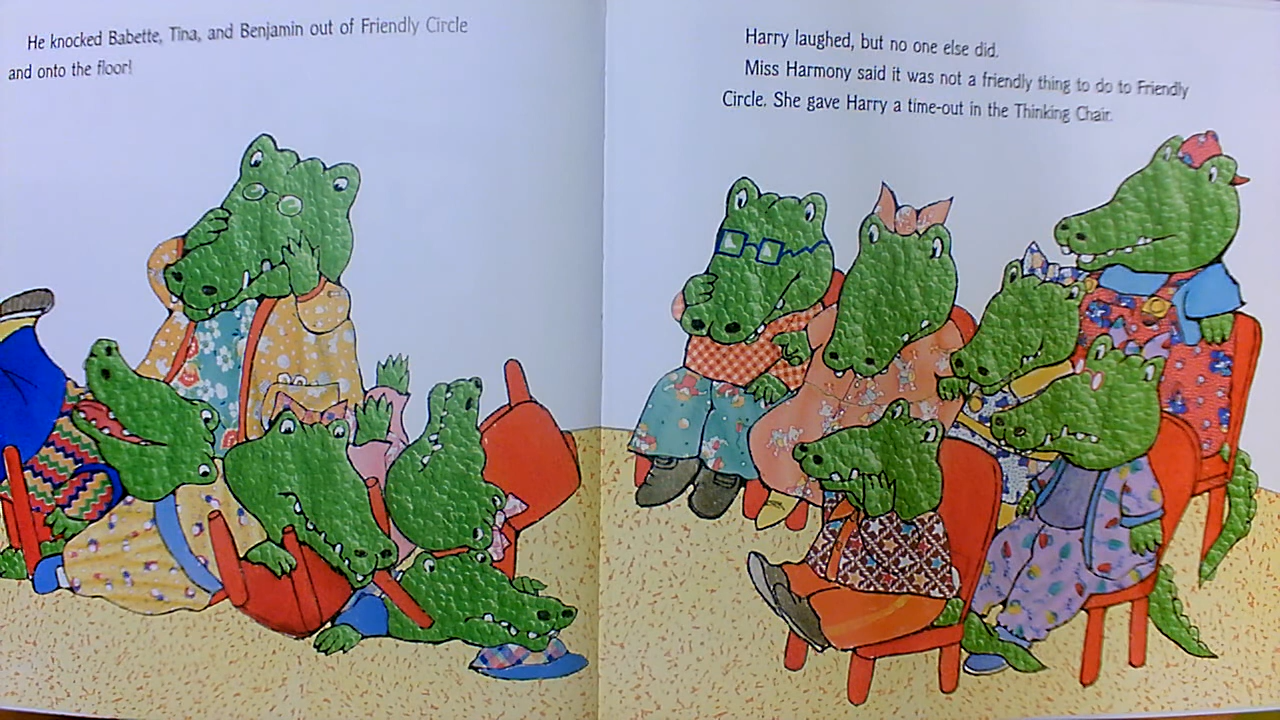 He knocked Babette, Tina, and Benjamin out of Friendly Circle
and onto the floor!
Harry laughed, but no one else did.
Miss Harmony said it was not a friendly thing to do to Friendly
Circle. She gave Harry a time-out in the Thinking Chair.